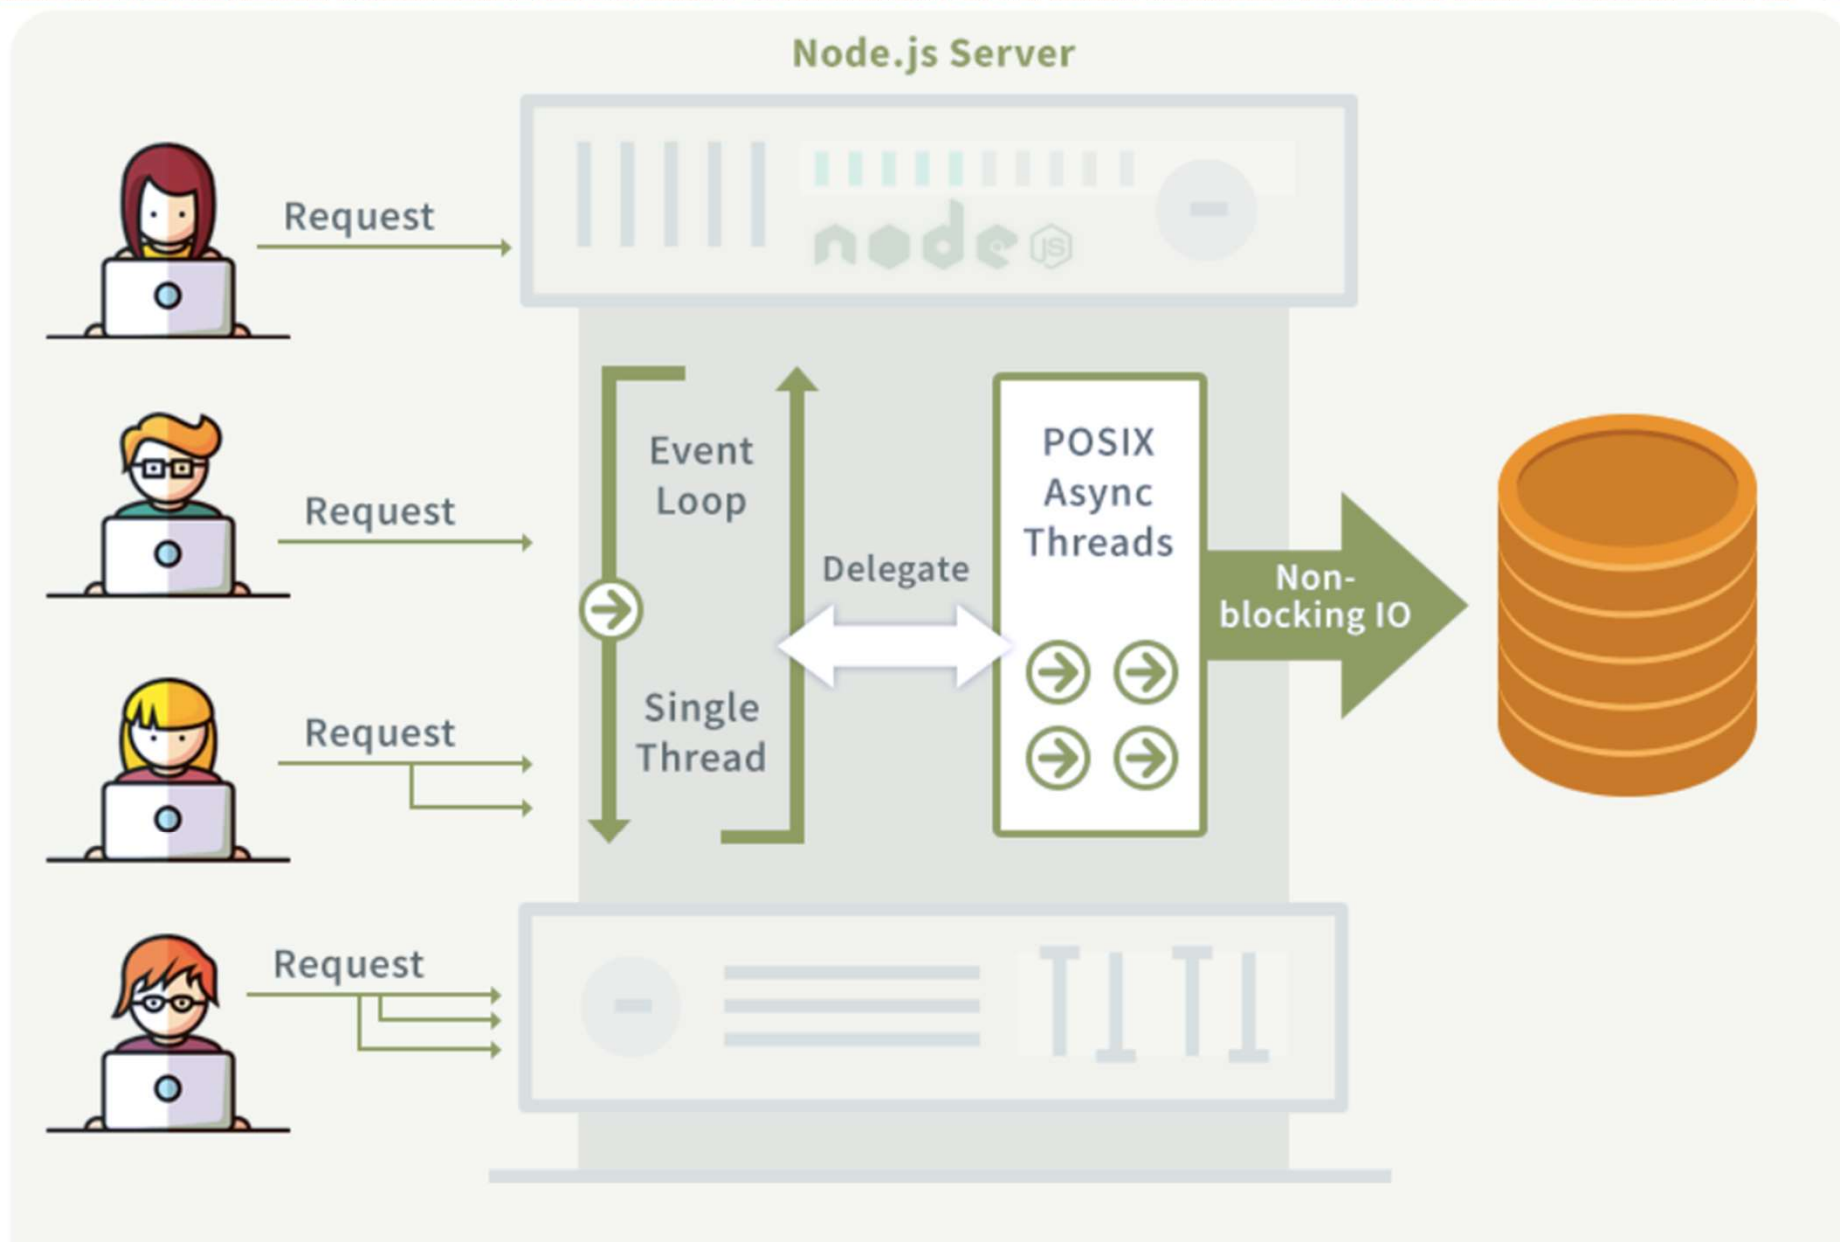 Node.js Server
node JS
Request
Request
Request
Request
Event
Loop
Single
Thread
Delegate
POSIX
Async
Threads
Non-
blocking IO